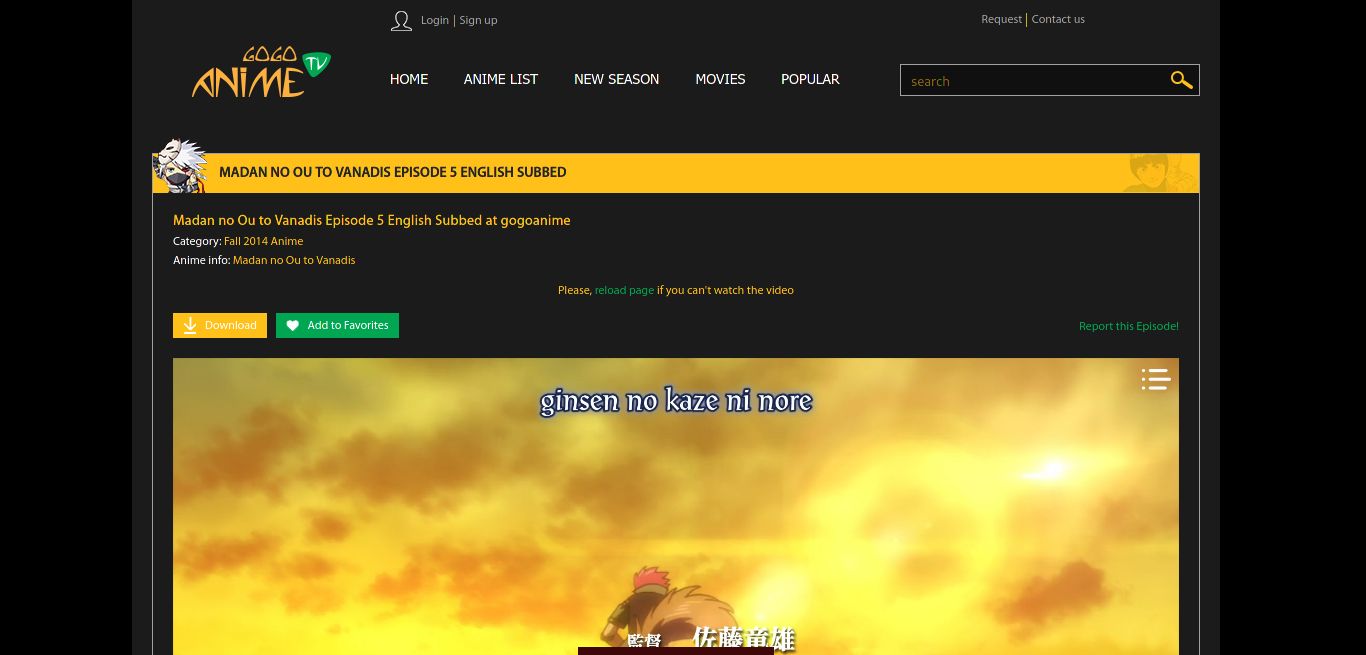 Login | Sign up
Request | Contact us
GOGO
ANIME TV
HOME ANIME LIST NEW SEASON MOVIES POPULAR
search
MADAN NO OU TO VANADIS EPISODE 5 ENGLISH SUBBED
Madan no Ou to Vanadis Episode 5 English Subbed at gogoanime
Category: Fall 2014 Anime
Anime info: Madan no Ou to Vanadis
Please, reload page if you can't watch the video
Download Add to Favorites
Report this Episode!
ginsen no kaze ni nore
監督 佐藤竜雄